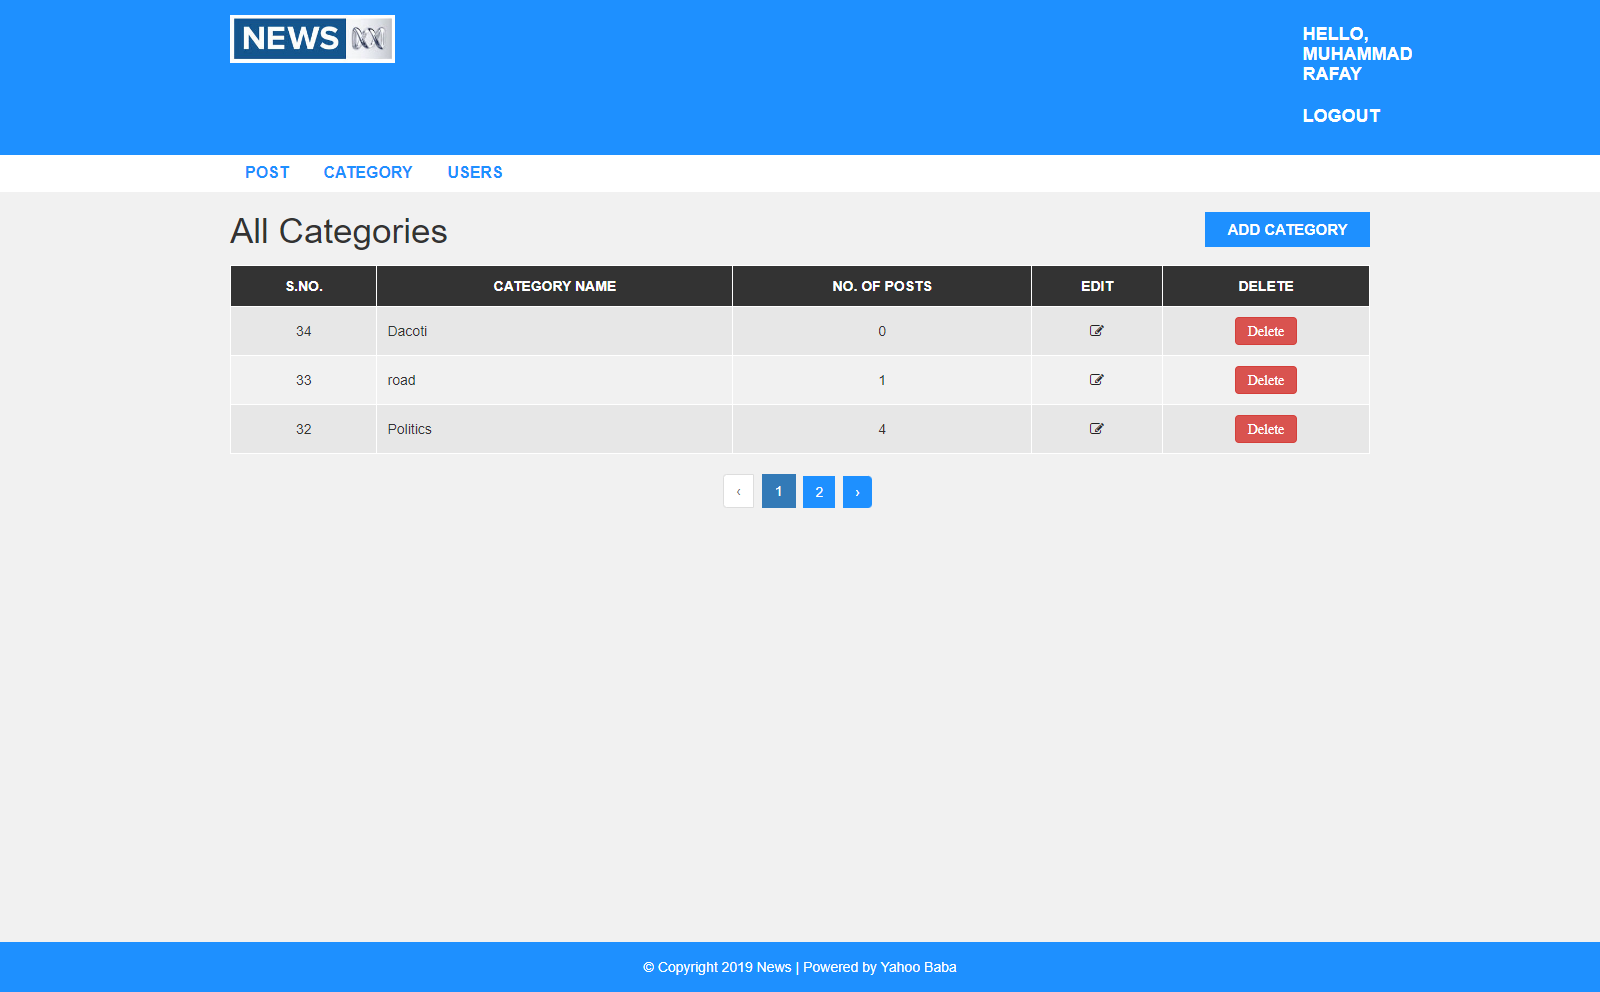 NEWS
HELLO,
MUHAMMAD
RAFAY
LOGOUT
POST CATEGORY USERS
All Categories
ADD CATEGORY
S.NO. CATEGORY NAME NO. OF POSTS EDIT DELETE
34 Dacoti 0 Delete
33 road 1 Delete
32 Politics 4 Delete
‹ 1 2 ›
© Copyright 2019 News | Powered by Yahoo Baba